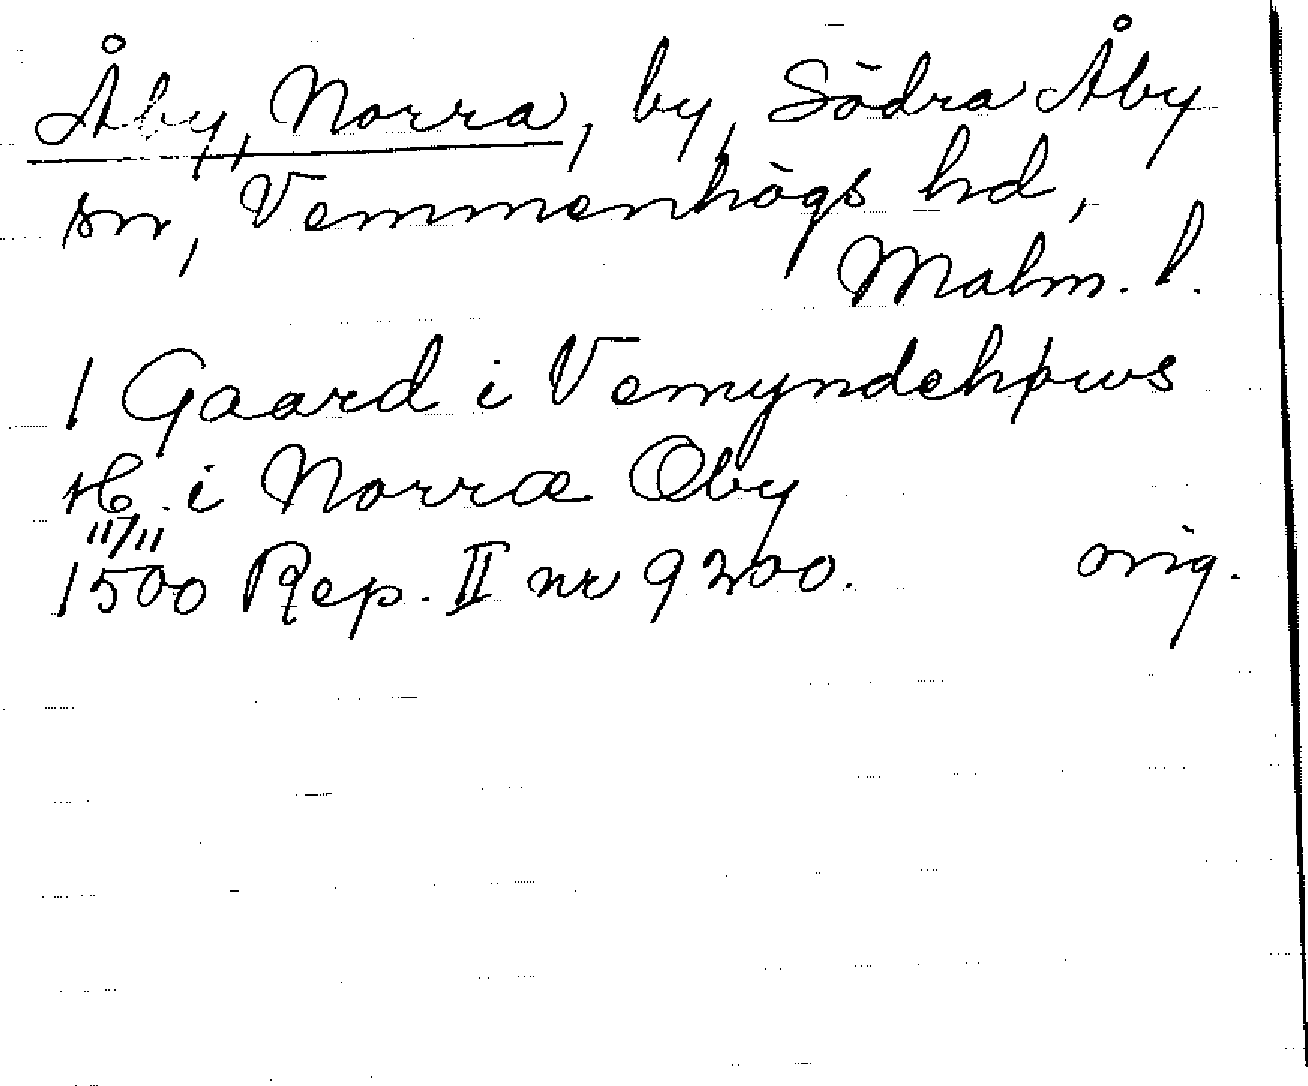 Åby, Norra, by, Södra Åby
sn, Vemmenhögs hd,
Malm. l.
1 Gaard i Vemyndehøws
H. i Norræ Oby
11/11
1500 Rep. II nr 9200. orig.